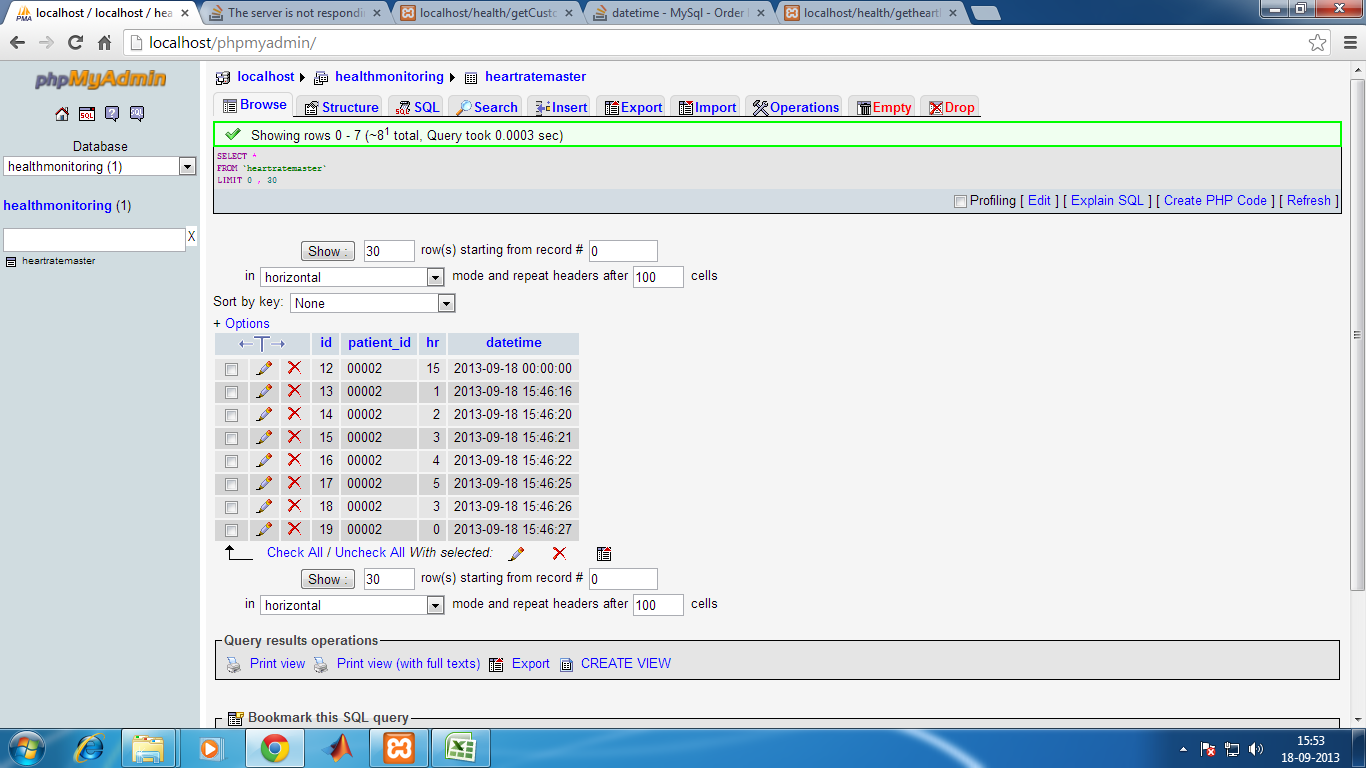 localhost / localhost / hea
The server is not respondi
localhost/health/getCusto
datetime - MySql - Order
localhost/health/getheart
localhost/phpmyadmin/
phpMyAdmin
SQL
Database
healthmonitoring (1)
healthmonitoring (1)
X
heartratemaster
localhost healthmonitoring heartratemaster
Browse Structure SQL Search Insert Export Import Operations Empty Drop
Showing rows 0 - 7 (~8¹ total, Query took 0.0003 sec)
SELECT *
FROM `heartratemaster`
LIMIT 0 , 30
Profiling [ Edit ] [ Explain SQL ] [ Create PHP Code ] [ Refresh ]
Show : 30 row(s) starting from record # 0
in horizontal mode and repeat headers after 100 cells
Sort by key: None
+ Options
←T→ id patient_id hr datetime
12 00002 15 2013-09-18 00:00:00
13 00002 1 2013-09-18 15:46:16
14 00002 2 2013-09-18 15:46:20
15 00002 3 2013-09-18 15:46:21
16 00002 4 2013-09-18 15:46:22
17 00002 5 2013-09-18 15:46:25
18 00002 3 2013-09-18 15:46:26
19 00002 0 2013-09-18 15:46:27
Check All / Uncheck All With selected:
Show : 30 row(s) starting from record # 0
in horizontal mode and repeat headers after 100 cells
Query results operations
Print view Print view (with full texts) Export CREATE VIEW
Bookmark this SQL query
15:53
18-09-2013